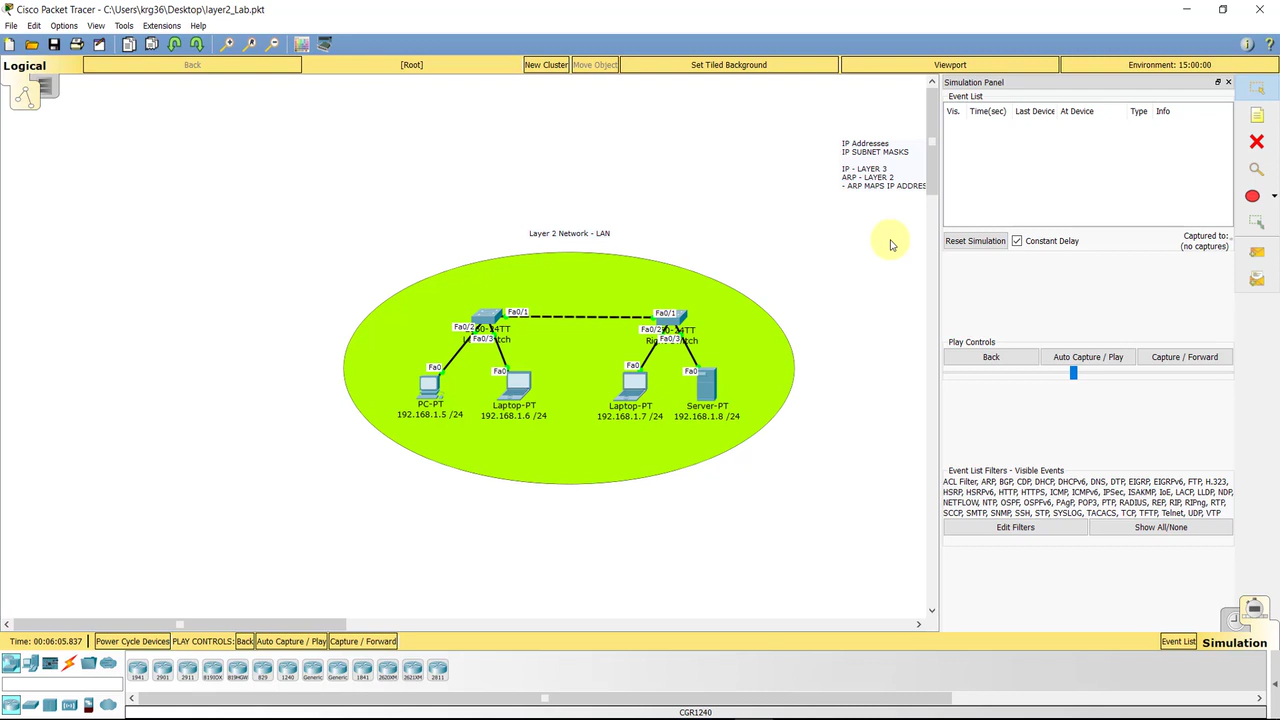 Cisco Packet Tracer - C:\Users\krg36\Desktop\layer2_Lab.pkt
File Edit Options View Tools Extensions Help
Logical Back [Root] New Cluster Move Object Set Tiled Background Viewport Environment: 15:00:00
Simulation Panel
Event List
Vis. Time(sec) Last Device At Device Type Info
IP Addresses
IP SUBNET MASKS
IP - LAYER 3
ARP - LAYER 2
- ARP MAPS IP ADDRES
Layer 2 Network - LAN
Reset Simulation Constant Delay Captured to:
(no captures)
Fa0/1 Fa0/1
Fa0/2 60-24TT Fa0/2 0-24TT
Fa0/3 tch Fa0/3
Fa0 Fa0 Fa0 Fa0
PC-PT Laptop-PT Laptop-PT Server-PT
192.168.1.5 /24 192.168.1.6 /24 192.168.1.7 /24 192.168.1.8 /24
Play Controls
Back Auto Capture / Play Capture / Forward
Event List Filters - Visible Events
ACL Filter, ARP, BGP, CDP, DHCP, DHCPv6, DNS, DTP, EIGRP, EIGRPv6, FTP, H.323,
HSRP, HSRPv6, HTTP, HTTPS, ICMP, ICMPv6, IPSec, ISAKMP, IoE, LACP, LLDP, NDP,
NETFLOW, NTP, OSPF, OSPFv6, PAgP, POP3, PTP, RADIUS, REP, RIP, RIPng, RTP,
SCCP, SMTP, SNMP, SSH, STP, SYSLOG, TACACS, TCP, TFTP, Telnet, UDP, VTP
Edit Filters Show All/None
Time: 00:06:05.837 Power Cycle Devices PLAY CONTROLS: Back Auto Capture / Play Capture / Forward Event List Simulation
1941 2901 2911 819IOX 819HGW 829 1240 Generic Generic 1841 2620XM 2621XM 2811
CGR1240